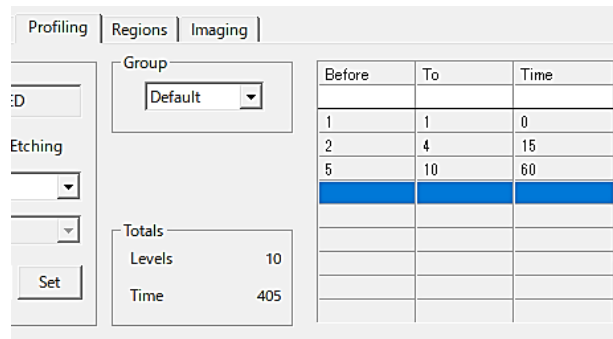 Profiling
Regions
Imaging
ED
Etching
Set
Group
Default
Totals
Levels 10
Time 405
Before To Time
1 1 0
2 4 15
5 10 60